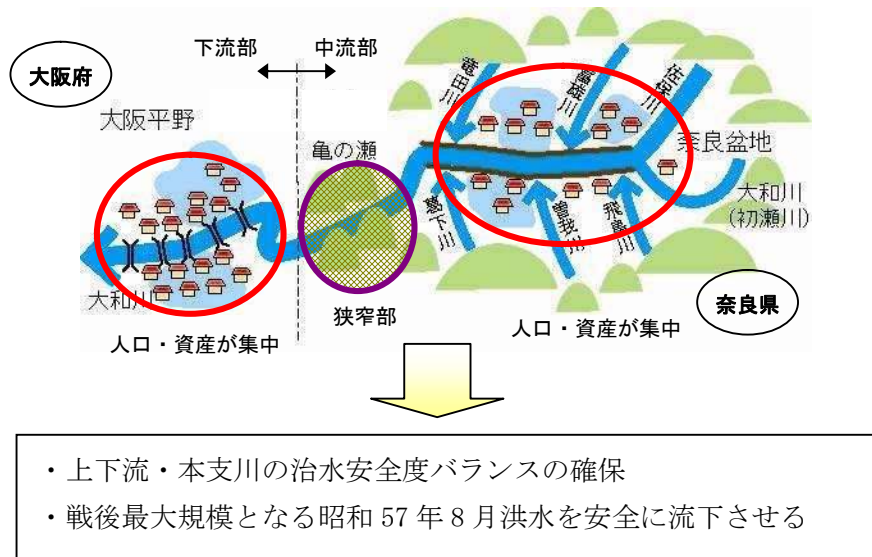 下流部 中流部
大阪府
竜田川
富雄川
佐保川
大阪平野
亀の瀬
奈良盆地
大和川
(初瀬川)
葛下川
曽我川
飛鳥川
大和川
狭窄部
奈良県
人口・資産が集中
人口・資産が集中
・上下流・本支川の治水安全度バランスの確保
・戦後最大規模となる昭和 57 年 8 月洪水を安全に流下させる